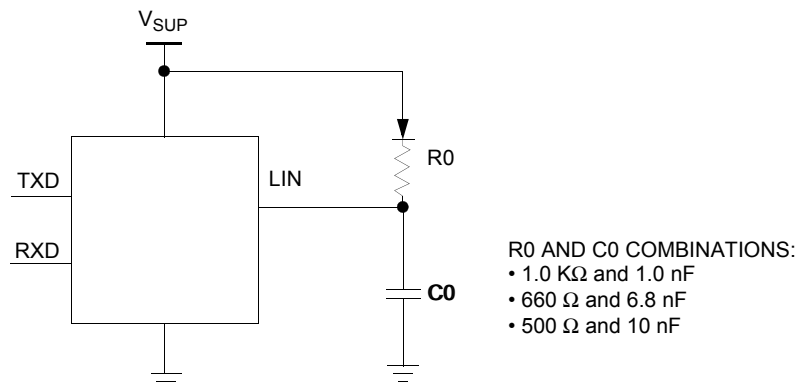 VSUP
R0
TXD
LIN
RXD
C0
R0 AND C0 COMBINATIONS:
• 1.0 KΩ and 1.0 nF
• 660 Ω and 6.8 nF
• 500 Ω and 10 nF